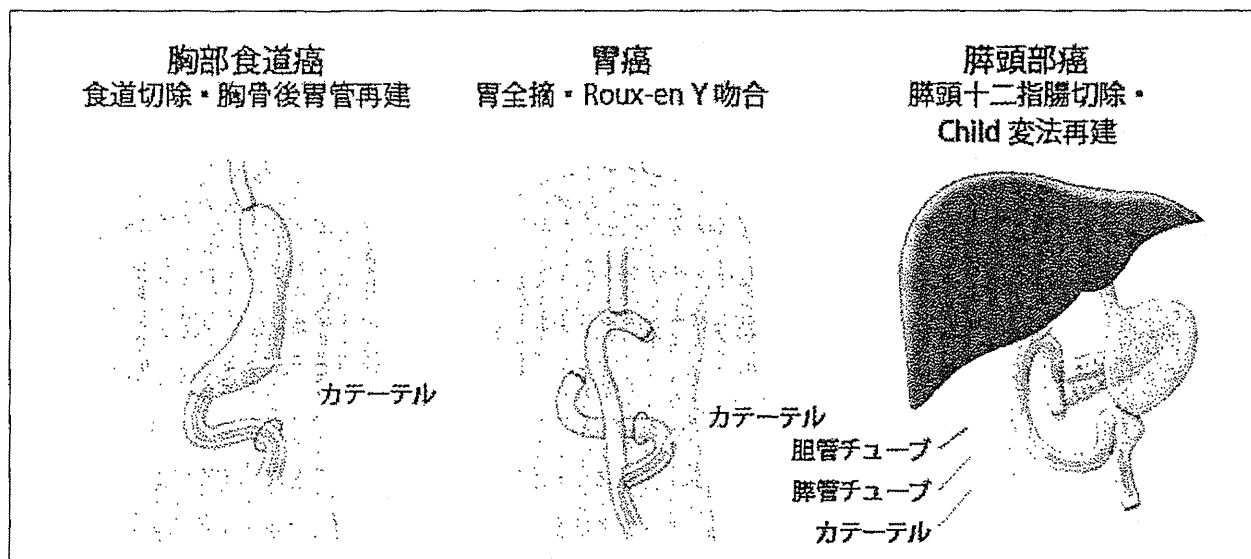 胸部食道癌
食道切除・胸骨後胃管再建
カテーテル
胃癌
胃全摘・Roux-en Y 吻合
カテーテル
膵頭部癌
膵頭十二指腸切除・
Child 変法再建
胆管チューブ
膵管チューブ
カテーテル